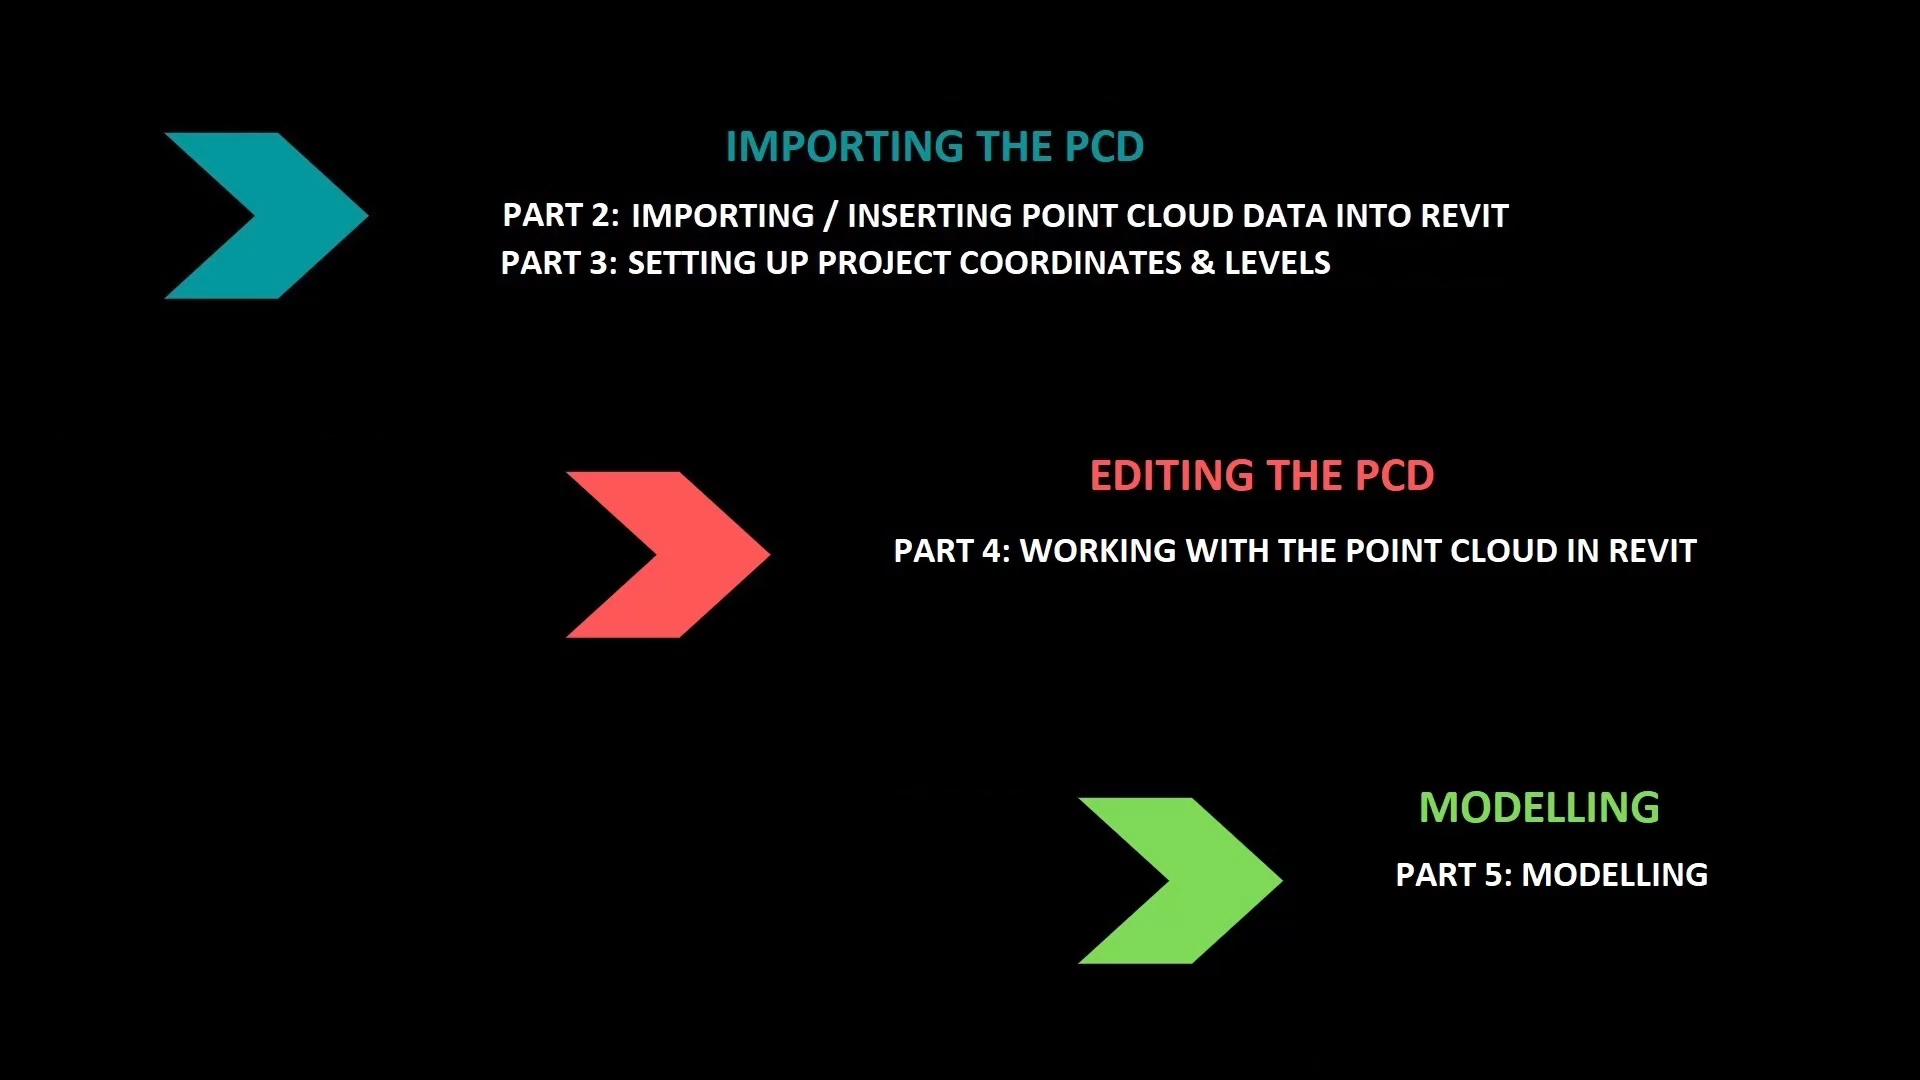 IMPORTING THE PCD
PART 2: IMPORTING / INSERTING POINT CLOUD DATA INTO REVIT
PART 3: SETTING UP PROJECT COORDINATES & LEVELS
EDITING THE PCD
PART 4: WORKING WITH THE POINT CLOUD IN REVIT
MODELLING
PART 5: MODELLING